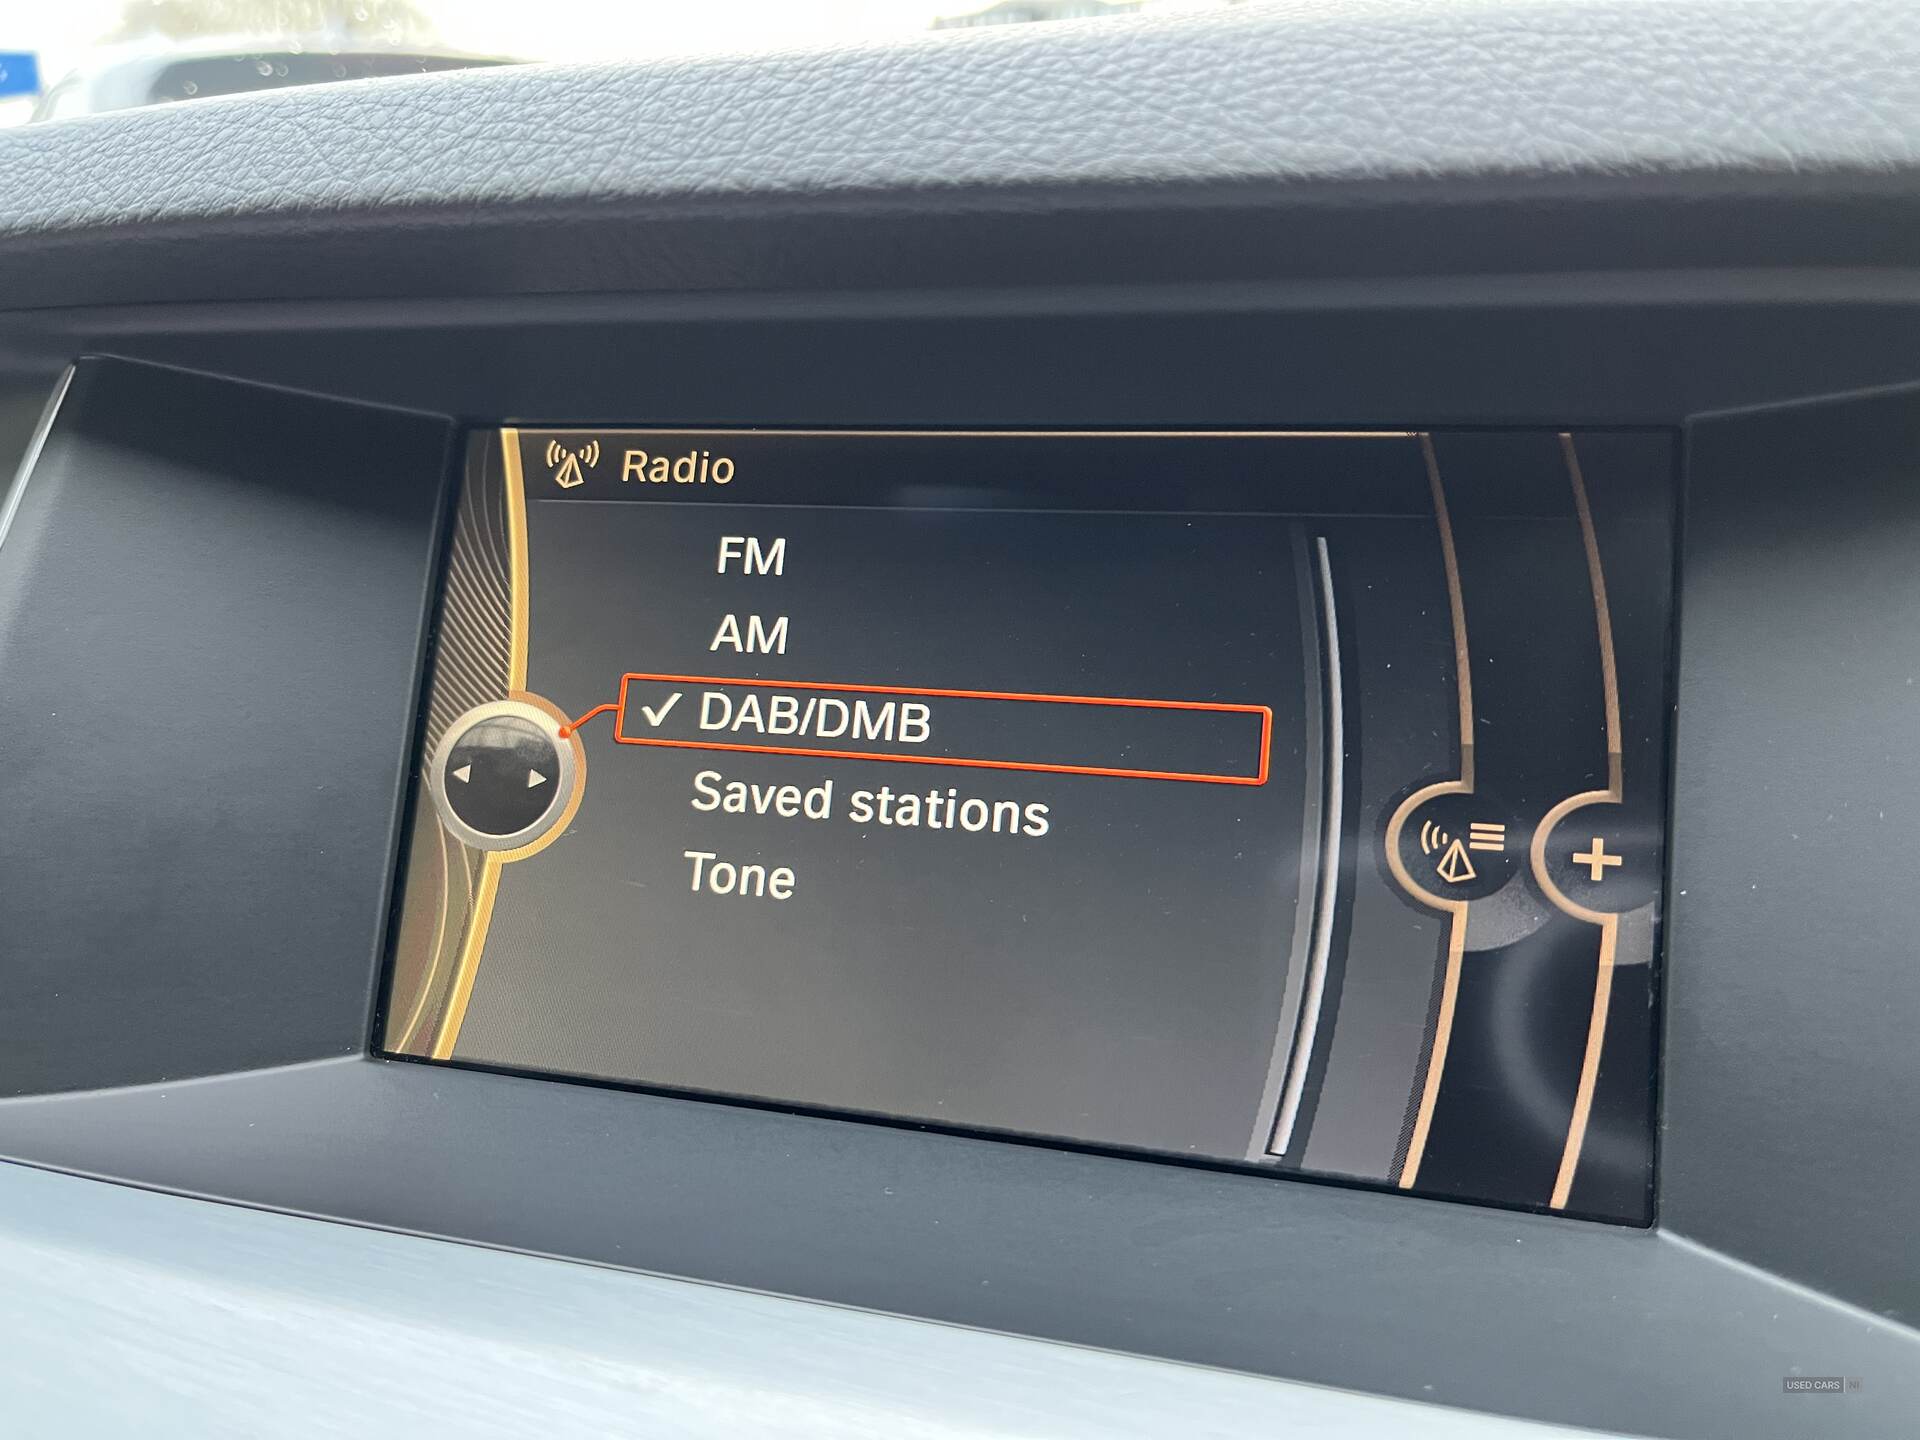 Radio
FM
AM
✓ DAB/DMB
Saved stations
Tone
+
USED CARS NI